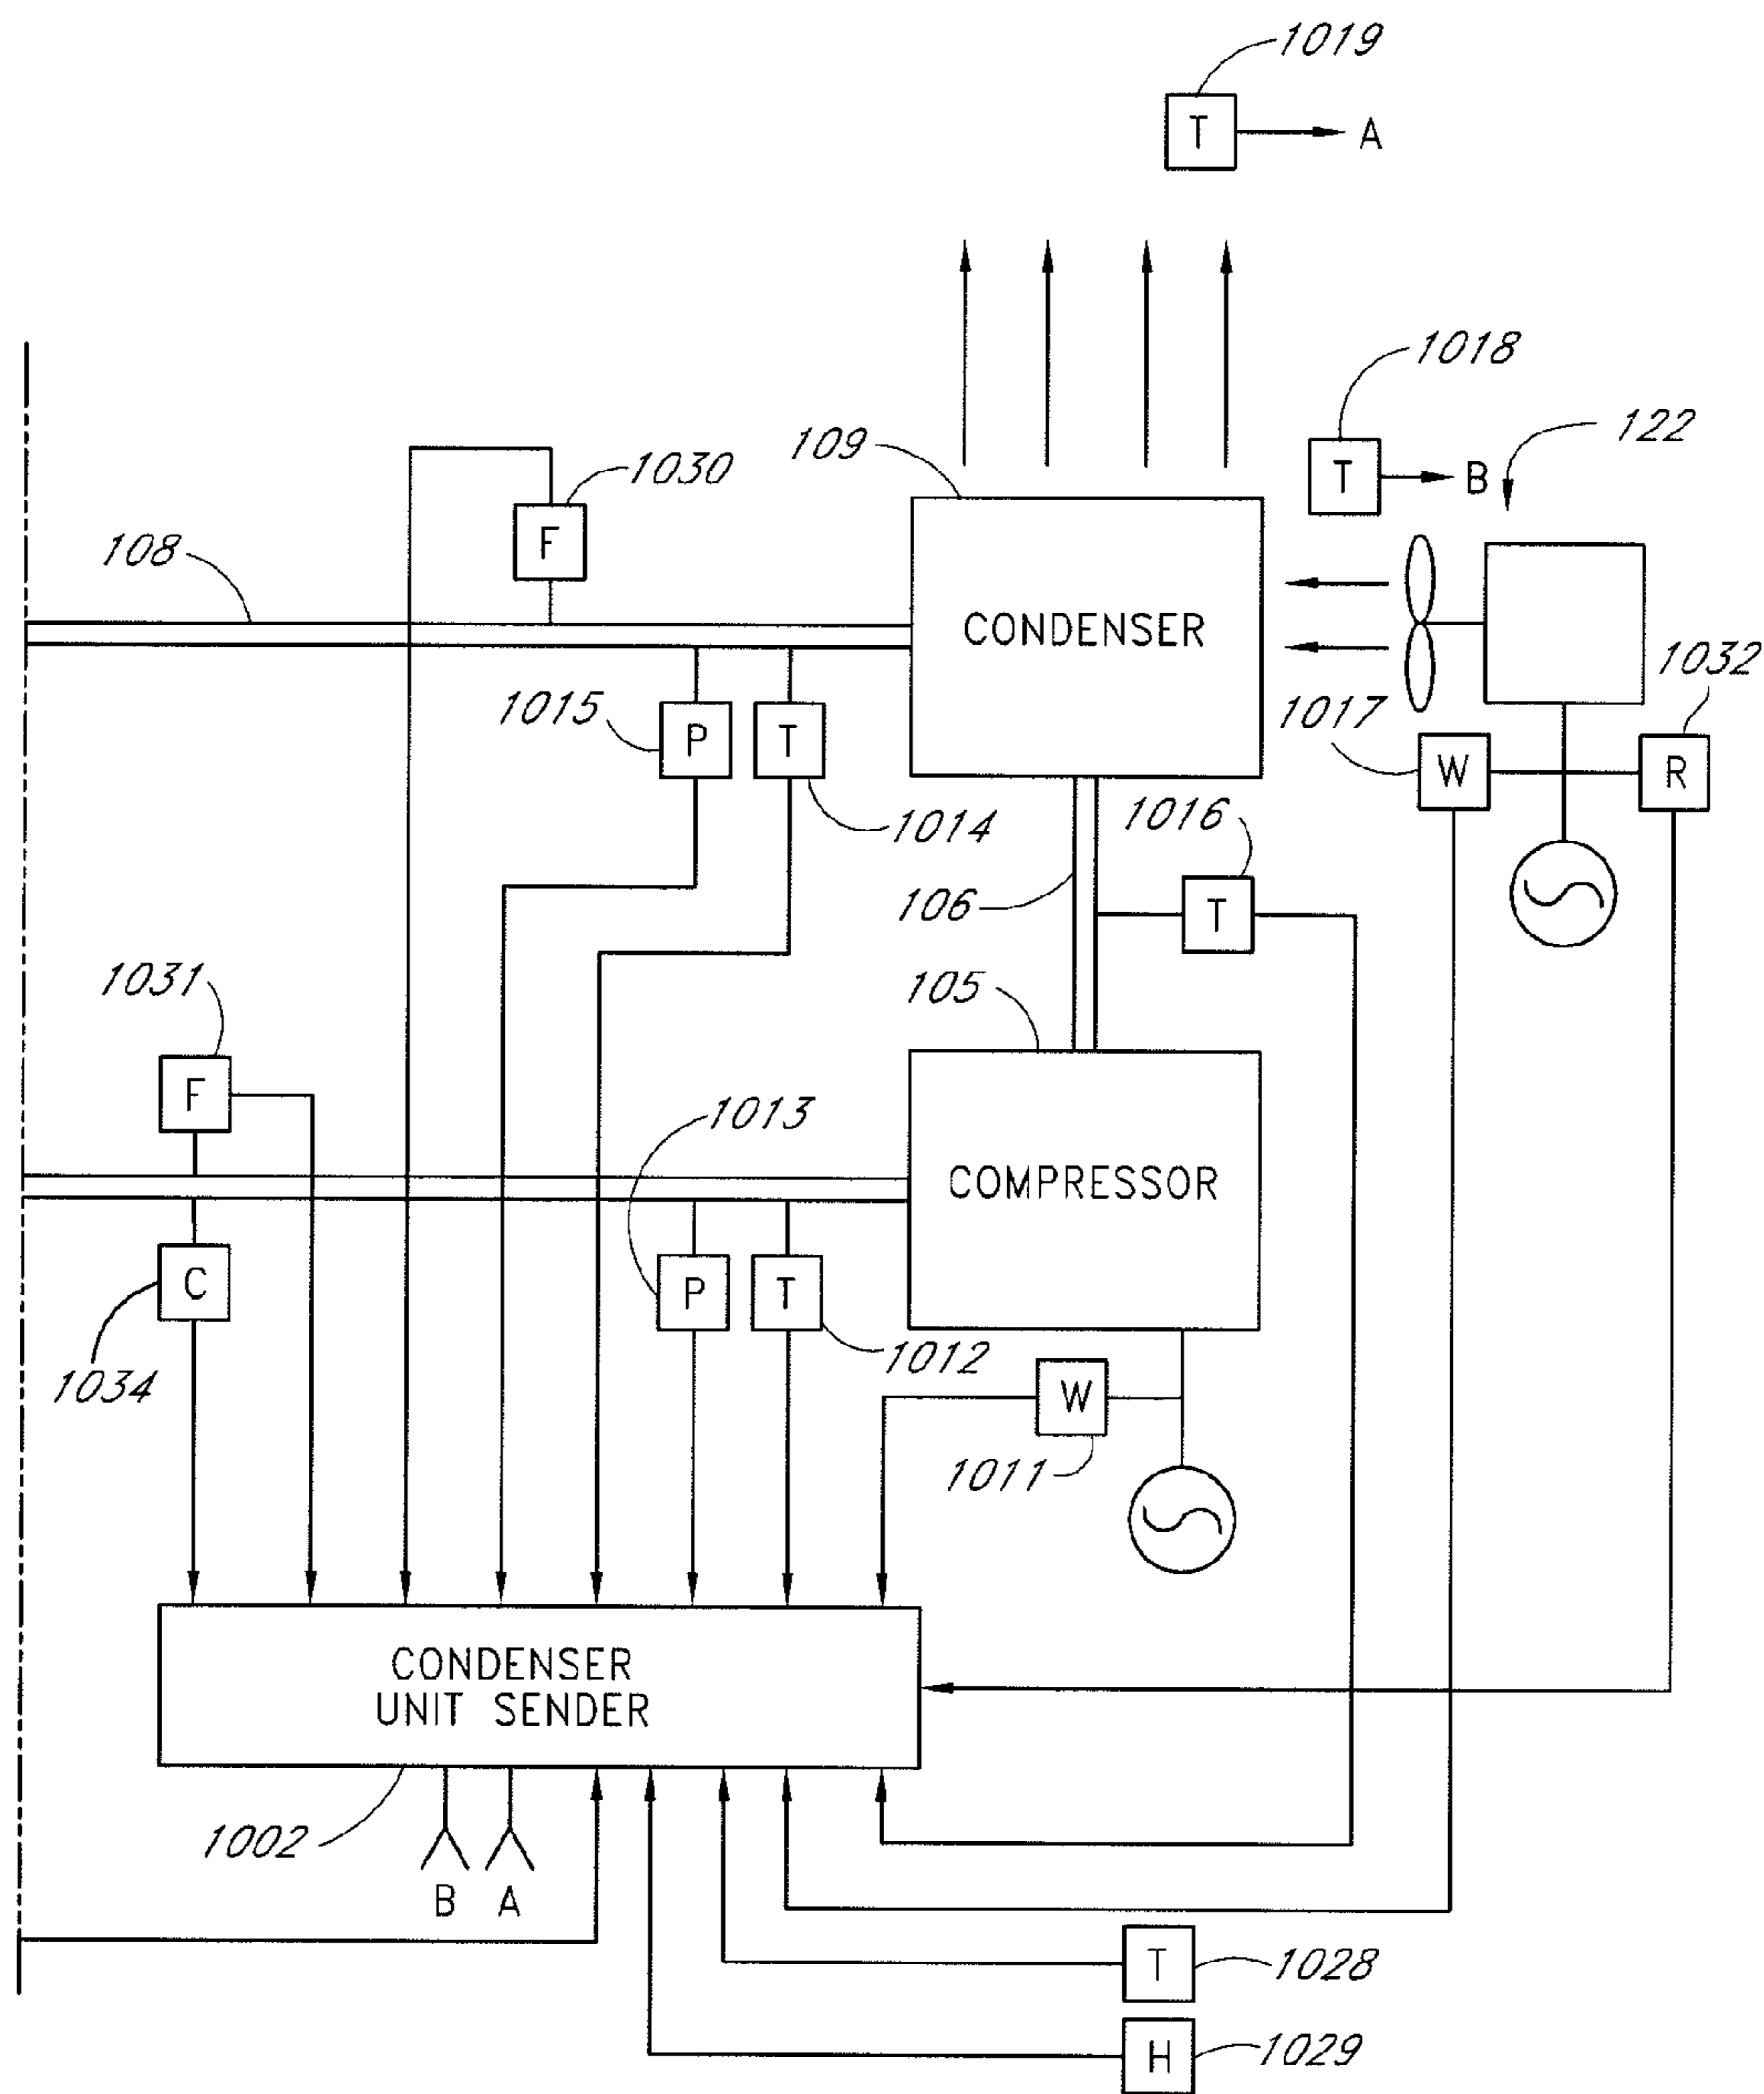 1019
T
A
1018
122
T
B
109
1030
F
108
CONDENSER
1032
1017
1015
P
T
W
R
1014
1016
106
T
1031
105
F
1013
COMPRESSOR
C
P
T
1034
1012
W
1011
CONDENSER
UNIT SENDER
1002
B
A
T
1028
H
1029